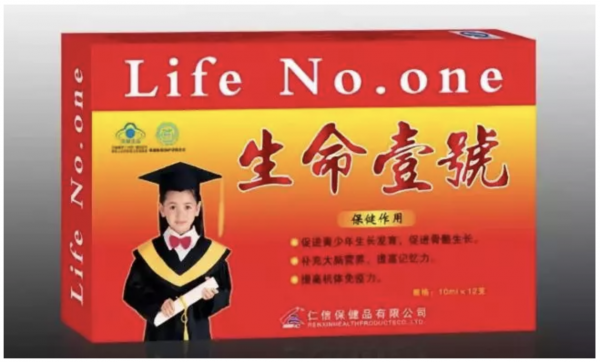 Life No.one
Life No.one
生命壹號
保健作用
促进青少年生长发育,促进骨骼生长。
补充大脑营养、提高记忆力。
提高抗体免疫力。
规格:10ml×12支
仁信保健品有限公司
RENXINHEALTHPRODUCTSCO.,LTD.